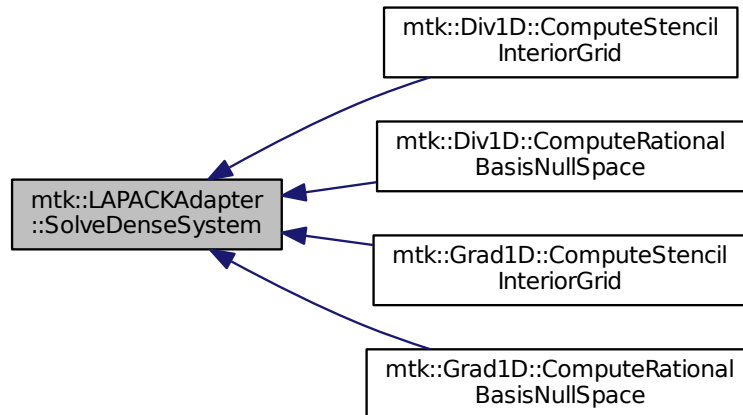 mtk::Div1D::ComputeStencil
InteriorGrid
mtk::Div1D::ComputeRational
BasisNullSpace
mtk::LAPACKAdapter
::SolveDenseSystem
mtk::Grad1D::ComputeStencil
InteriorGrid
mtk::Grad1D::ComputeRational
BasisNullSpace